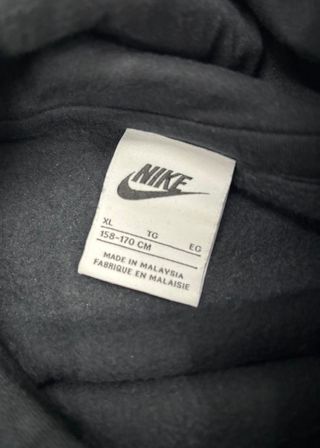 NIKE
XL TG EG
158-170 CM
MADE IN MALAYSIA
FABRIQUE EN MALAISIE